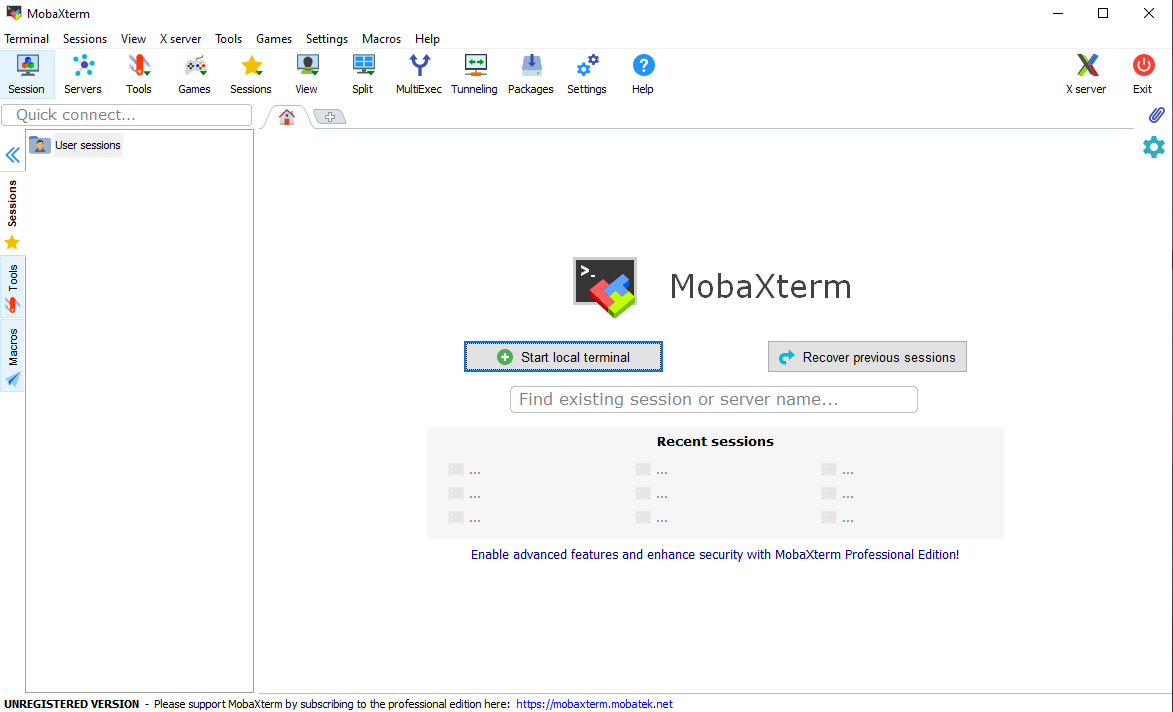 MobaXterm
Terminal Sessions View X server Tools Games Settings Macros Help
Session Servers Tools Games Sessions View Split MultiExec Tunneling Packages Settings Help X server Exit
Quick connect...
User sessions
Sessions
Tools
Macros
>_
MobaXterm
Start local terminal Recover previous sessions
Find existing session or server name...
Recent sessions
... ... ...
... ... ...
... ... ...
Enable advanced features and enhance security with MobaXterm Professional Edition!
UNREGISTERED VERSION - Please support MobaXterm by subscribing to the professional edition here: https://mobaxterm.mobatek.net